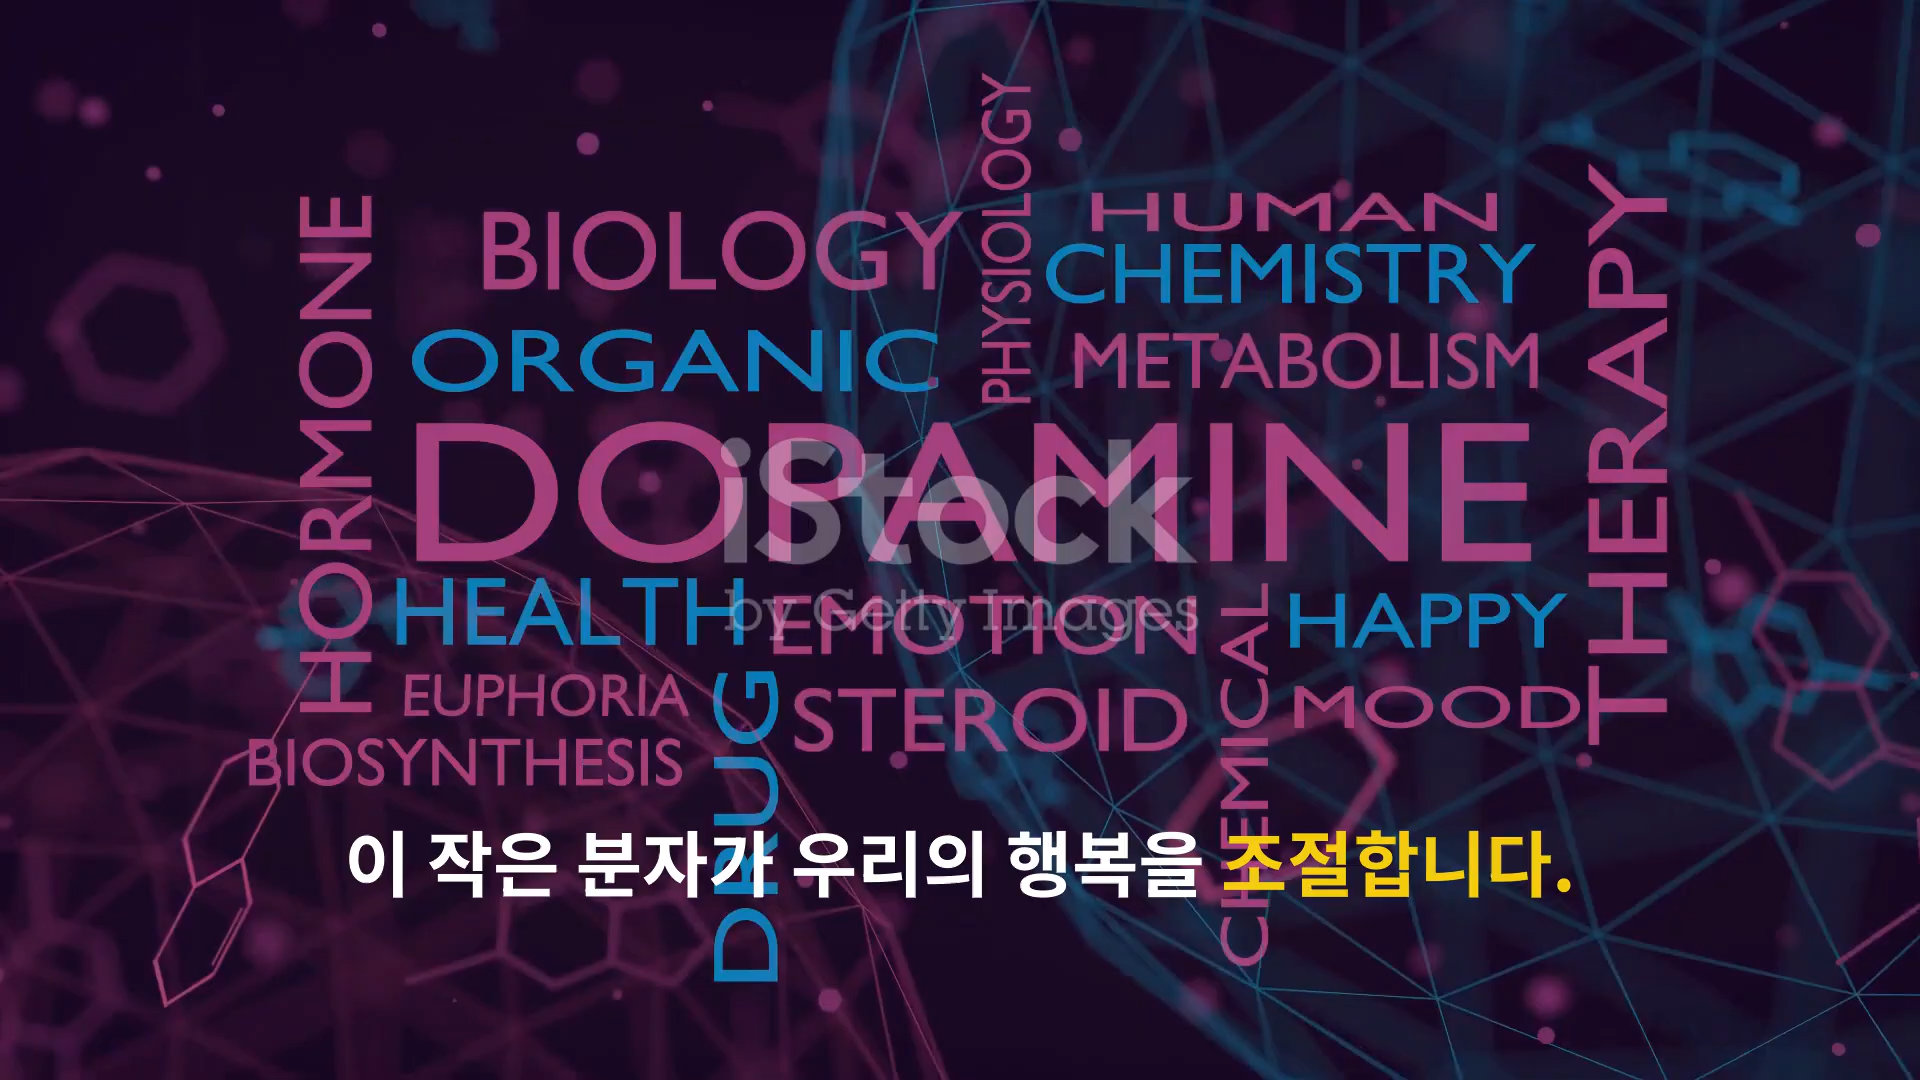 PHYSIOLOGY
HUMAN
BIOLOGY
CHEMISTRY
HORMONE
THERAPY
ORGANIC
METABOLISM
DOPAMINE
iStock
by Getty Images
HEALTH
EMOTION
CHEMICAL
HAPPY
EUPHORIA
DRUG
STEROID
MOOD
BIOSYNTHESIS
이 작은 분자가 우리의 행복을 조절합니다.